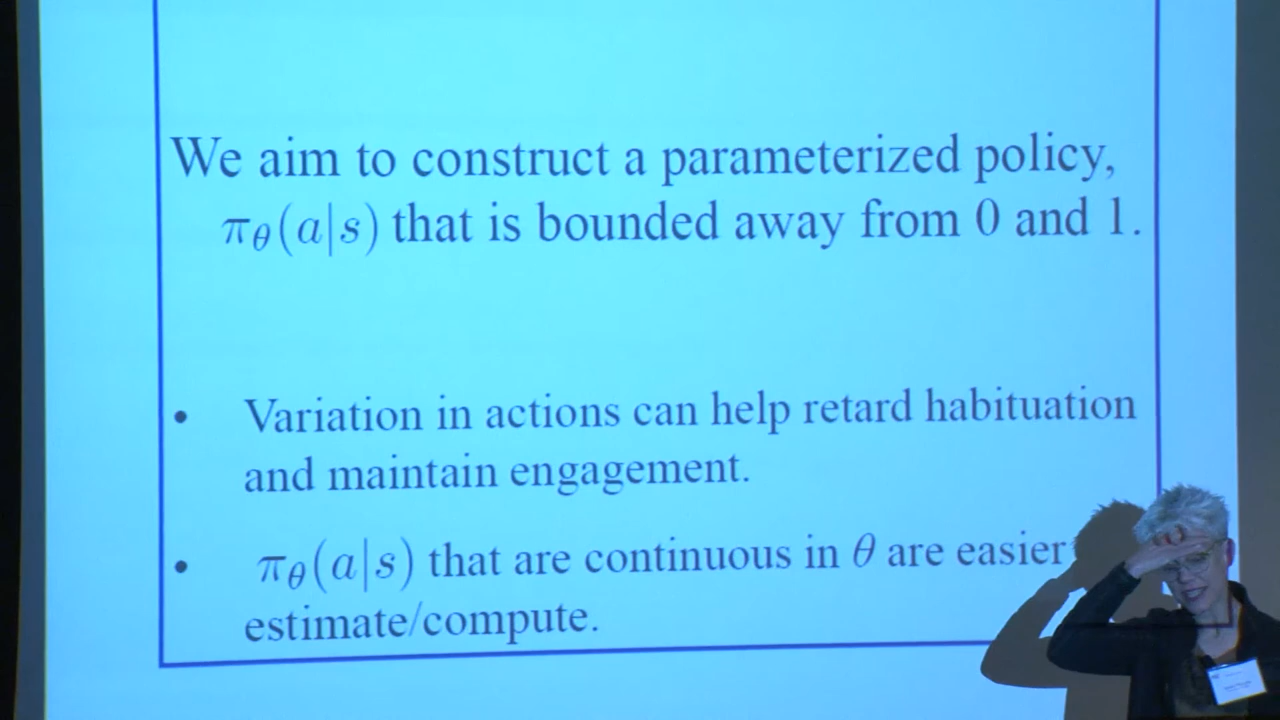 We aim to construct a parameterized policy,
πθ(a|s) that is bounded away from 0 and 1.
• Variation in actions can help retard habituation
and maintain engagement.
• πθ(a|s) that are continuous in θ are easier
estimate/compute.